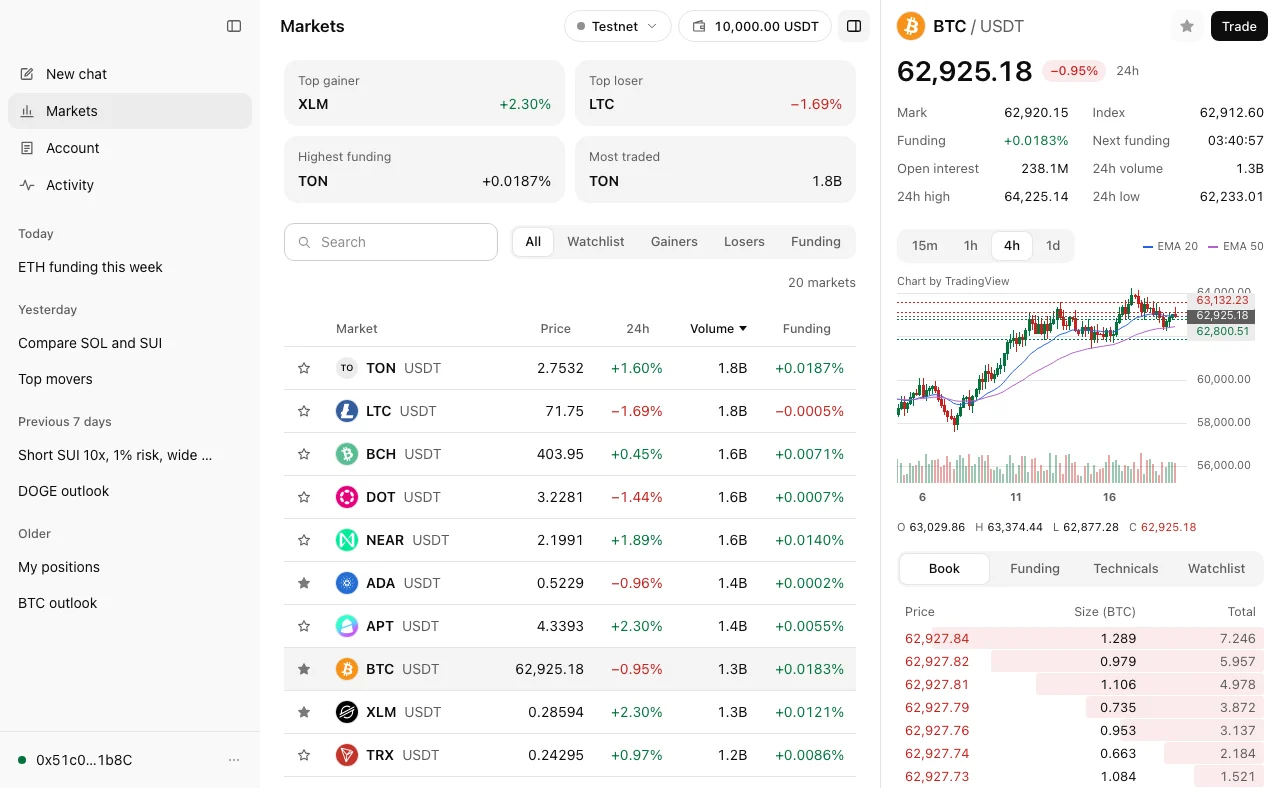 New chat
Markets
Account
Activity
Today
ETH funding this week
Yesterday
Compare SOL and SUI
Top movers
Previous 7 days
Short SUI 10x, 1% risk, wide ...
DOGE outlook
Older
My positions
BTC outlook
0x51c0...1b8C
Markets
Testnet
10,000.00 USDT
Top gainer
XLM +2.30%
Top loser
LTC −1.69%
Highest funding
TON +0.0187%
Most traded
TON 1.8B
Search
All Watchlist Gainers Losers Funding
20 markets
Market Price 24h Volume Funding
TO TON USDT 2.7532 +1.60% 1.8B +0.0187%
LTC USDT 71.75 −1.69% 1.8B −0.0005%
BCH USDT 403.95 +0.45% 1.6B +0.0071%
DOT USDT 3.2281 −1.44% 1.6B +0.0007%
NEAR USDT 2.1991 +1.89% 1.6B +0.0140%
ADA USDT 0.5229 −0.96% 1.4B +0.0002%
APT USDT 4.3393 +2.30% 1.4B +0.0055%
BTC USDT 62,925.18 −0.95% 1.3B +0.0183%
XLM USDT 0.28594 +2.30% 1.3B +0.0121%
TRX USDT 0.24295 +0.97% 1.2B +0.0086%
BTC / USDT
Trade
62,925.18 −0.95% 24h
Mark 62,920.15 Index 62,912.60
Funding +0.0183% Next funding 03:40:57
Open interest 238.1M 24h volume 1.3B
24h high 64,225.14 24h low 62,233.01
15m 1h 4h 1d
EMA 20 EMA 50
Chart by TradingView
64,000.00
63,132.23
62,925.18
62,800.51
60,000.00
58,000.00
56,000.00
6 11 16
O 63,029.86 H 63,374.44 L 62,877.28 C 62,925.18
Book Funding Technicals Watchlist
Price Size (BTC) Total
62,927.84 1.289 7.246
62,927.82 0.979 5.957
62,927.81 1.106 4.978
62,927.79 0.735 3.872
62,927.76 0.953 3.137
62,927.74 0.663 2.184
62,927.73 1.084 1.521